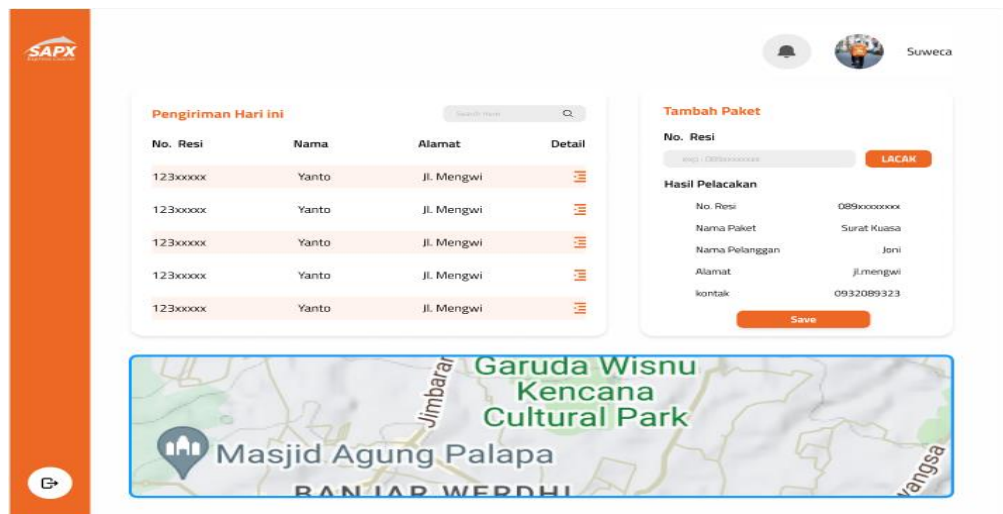 SAPX
Suweca
Pengiriman Hari ini
No. Resi Nama Alamat Detail
123xxxxx Yanto Jl. Mengwi
123xxxxx Yanto Jl. Mengwi
123xxxxx Yanto Jl. Mengwi
123xxxxx Yanto Jl. Mengwi
123xxxxx Yanto Jl. Mengwi
Tambah Paket
No. Resi
LACAK
Hasil Pelacakan
No. Resi 089xxxxxxxx
Nama Paket Surat Kuasa
Nama Pelanggan Joni
Alamat jl.mengwi
kontak 0932089323
Save
Jimbaran
Garuda Wisnu
Kencana
Cultural Park
Masjid Agung Palapa
BANJAR WERDHI